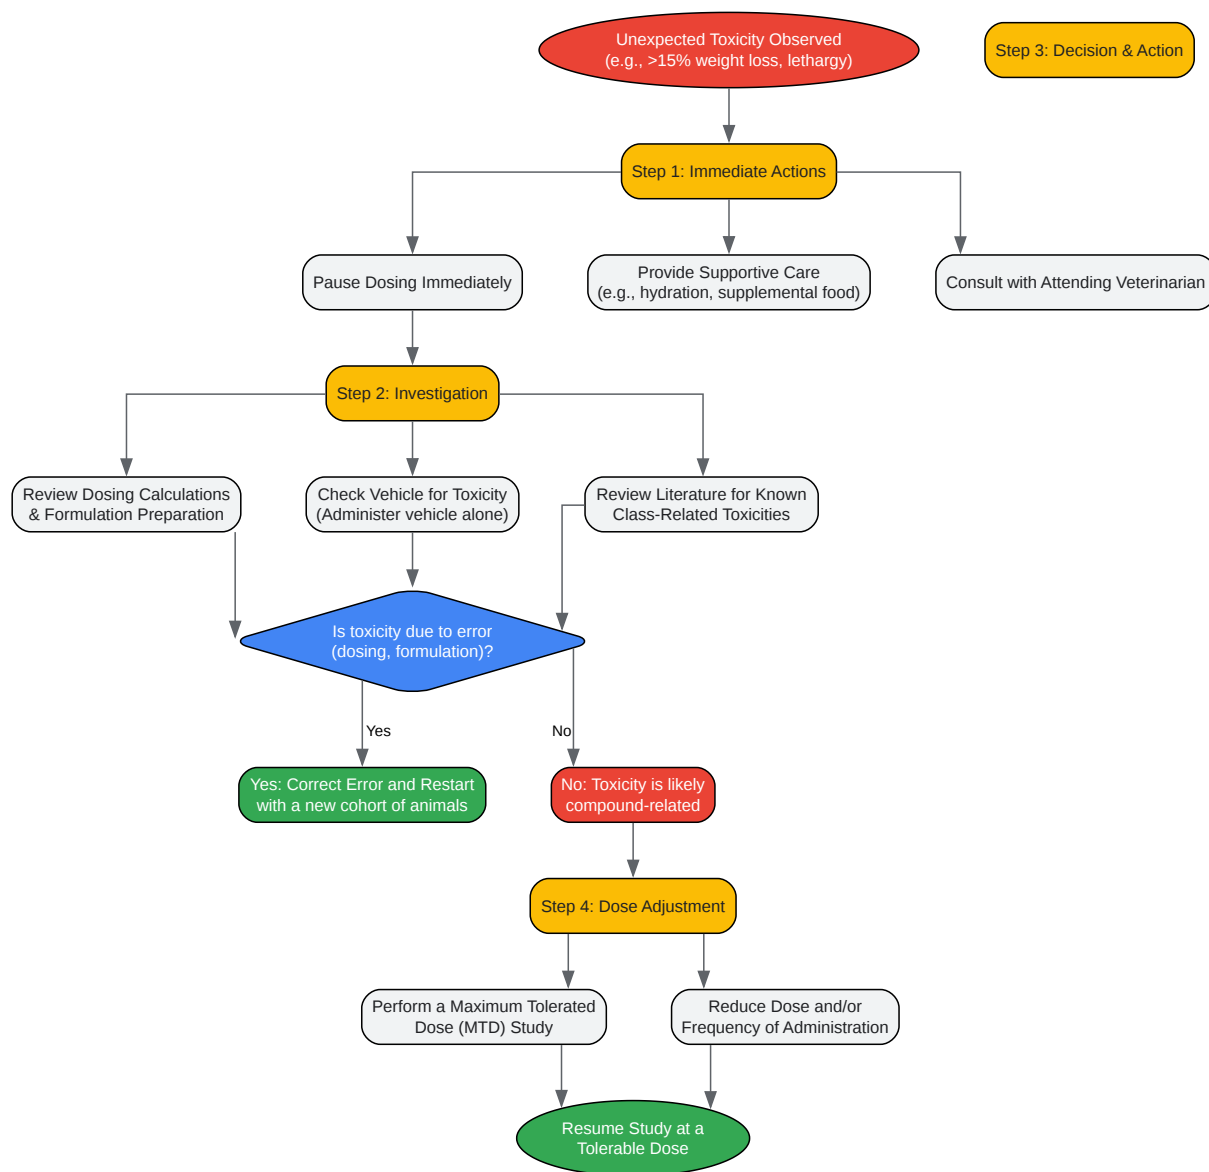 Unexpected Toxicity Observed
(e.g., >15% weight loss, lethargy)
Step 3: Decision & Action
Step 1: Immediate Actions
Pause Dosing Immediately
Provide Supportive Care
(e.g., hydration, supplemental food)
Consult with Attending Veterinarian
Step 2: Investigation
Review Dosing Calculations
& Formulation Preparation
Check Vehicle for Toxicity
(Administer vehicle alone)
Review Literature for Known
Class-Related Toxicities
Is toxicity due to error
(dosing, formulation)?
Yes
No
Yes: Correct Error and Restart
with a new cohort of animals
No: Toxicity is likely
compound-related
Step 4: Dose Adjustment
Perform a Maximum Tolerated
Dose (MTD) Study
Reduce Dose and/or
Frequency of Administration
Resume Study at a
Tolerable Dose